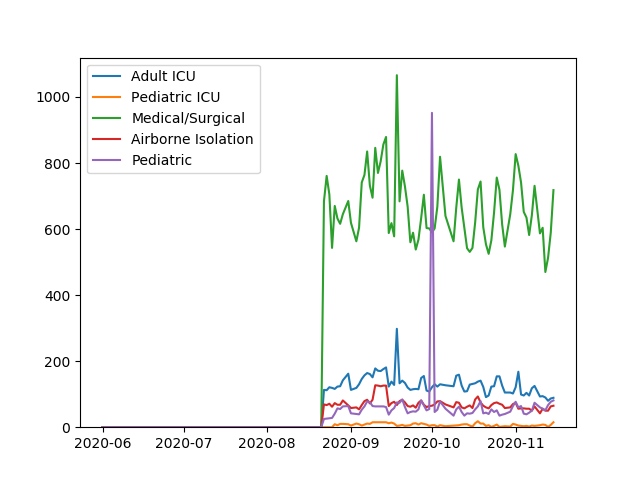 Adult ICU
Pediatric ICU
Medical/Surgical
Airborne Isolation
Pediatric
1000
800
600
400
200
0
2020-06 2020-07 2020-08 2020-09 2020-10 2020-11